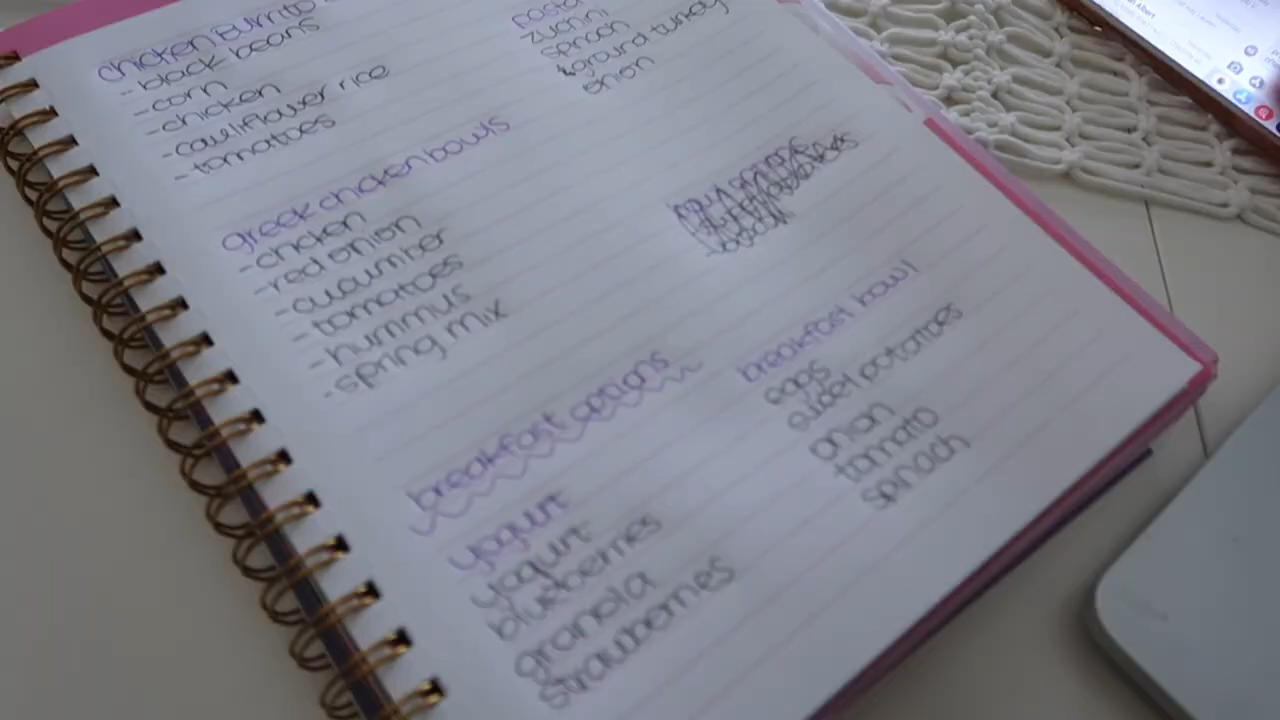 chicken Burrito
- black beans
- corn
- chicken
- cauliflower rice
- tomatoes
greek chicken bowls
- chicken
- red onion
- cucumber
- tomatoes
- hummus
- spring mix
pasta
zucchini
ground turkey
onion
breakfast options
yogurt
yogurt
blueberries
granola
strawberries
breakfast bowl
eggs
sweet potatoes
onion
tomato
spinach